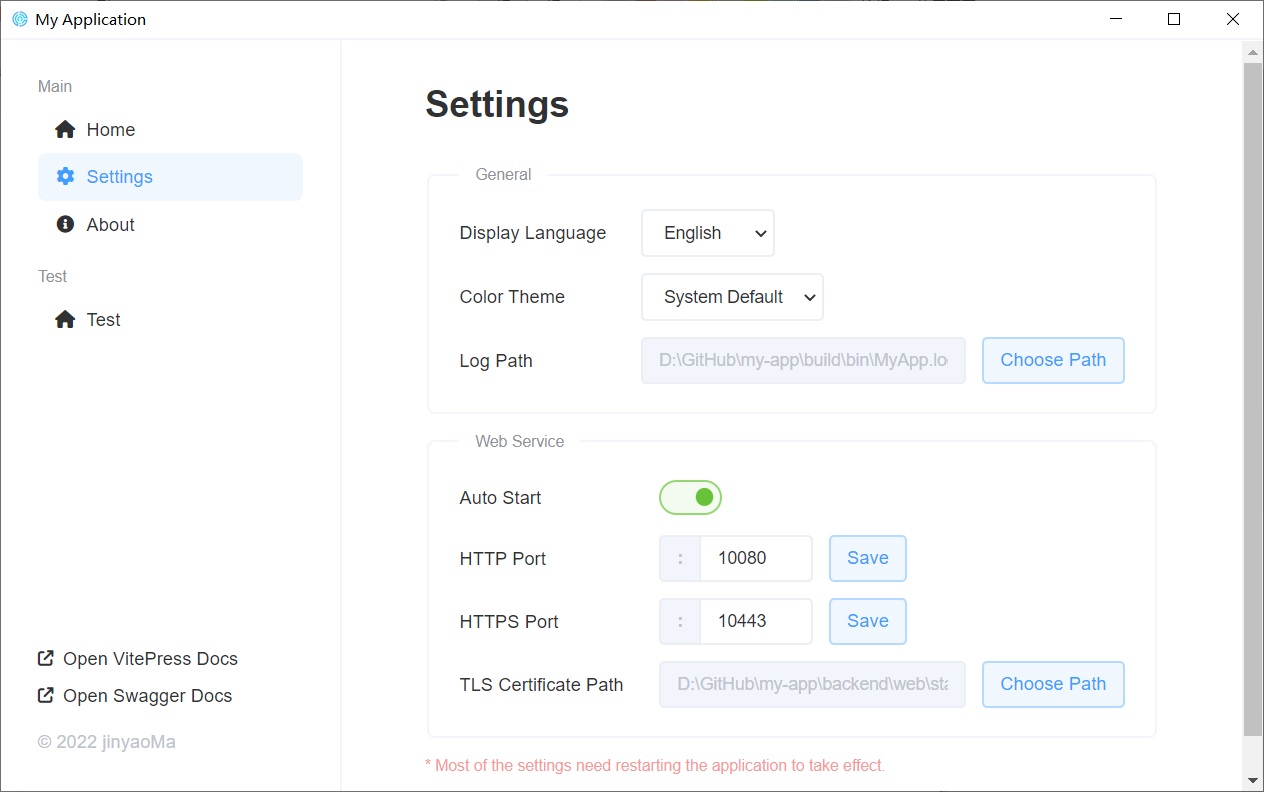 My Application
Main
Home
Settings
About
Test
Test
Open VitePress Docs
Open Swagger Docs
© 2022 jinyaoMa
Settings
General
Display Language English
Color Theme System Default
Log Path D:\GitHub\my-app\build\bin\MyApp.lo Choose Path
Web Service
Auto Start
HTTP Port : 10080 Save
HTTPS Port : 10443 Save
TLS Certificate Path D:\GitHub\my-app\backend\web\sta Choose Path
* Most of the settings need restarting the application to take effect.